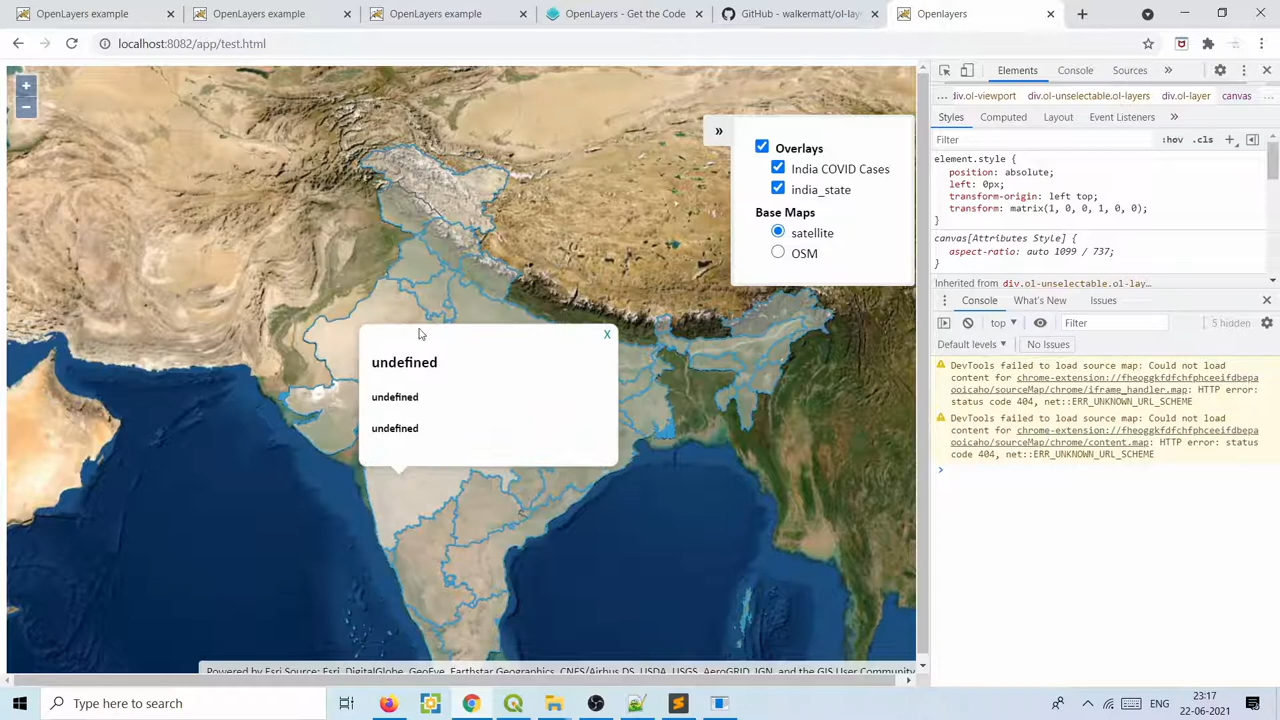 OpenLayers example
OpenLayers example
OpenLayers example
OpenLayers - Get the Code
GitHub - walkermatt/ol-lay
Openlayers
localhost:8082/app/test.html
+
−
»
Overlays
India COVID Cases
india_state
Base Maps
satellite
OSM
X
undefined
undefined
undefined
Powered by Esri Source: Esri, DigitalGlobe, GeoEye, Earthstar Geographics, CNES/Airbus DS, USDA, USGS, AeroGRID, IGN, and the GIS User Community
Elements
Console
Sources
»
... div.ol-viewport
div.ol-unselectable.ol-layers
div.ol-layer
canvas
...
Styles
Computed
Layout
Event Listeners
»
Filter
:hov
.cls
element.style {
position: absolute;
left: 0px;
transform-origin: left top;
transform: matrix(1, 0, 0, 1, 0, 0);
}
canvas[Attributes Style] {
aspect-ratio: auto 1099 / 737;
}
Inherited from div.ol-unselectable.ol-lay…
Console
What's New
Issues
top
Filter
5 hidden
Default levels
No Issues
DevTools failed to load source map: Could not load
content for chrome-extension://fheoggkfdfchfphceeifdbepa
ooicaho/sourceMap/chrome/iframe_handler.map: HTTP error:
status code 404, net::ERR_UNKNOWN_URL_SCHEME
DevTools failed to load source map: Could not load
content for chrome-extension://fheoggkfdfchfphceeifdbepa
ooicaho/sourceMap/chrome/content.map: HTTP error: status
code 404, net::ERR_UNKNOWN_URL_SCHEME
Type here to search
23:17
22-06-2021